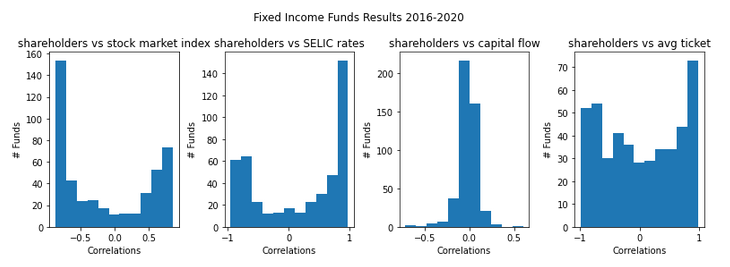 Fixed Income Funds Results 2016-2020
shareholders vs stock market index
# Funds
160
140
120
100
80
60
40
20
0
−0.5 0.0 0.5
Correlations
shareholders vs SELIC rates
# Funds
140
120
100
80
60
40
20
0
−1 0 1
Correlations
shareholders vs capital flow
# Funds
200
150
100
50
0
−0.5 0.0 0.5
Correlations
shareholders vs avg ticket
# Funds
70
60
50
40
30
20
10
0
−1 0 1
Correlations